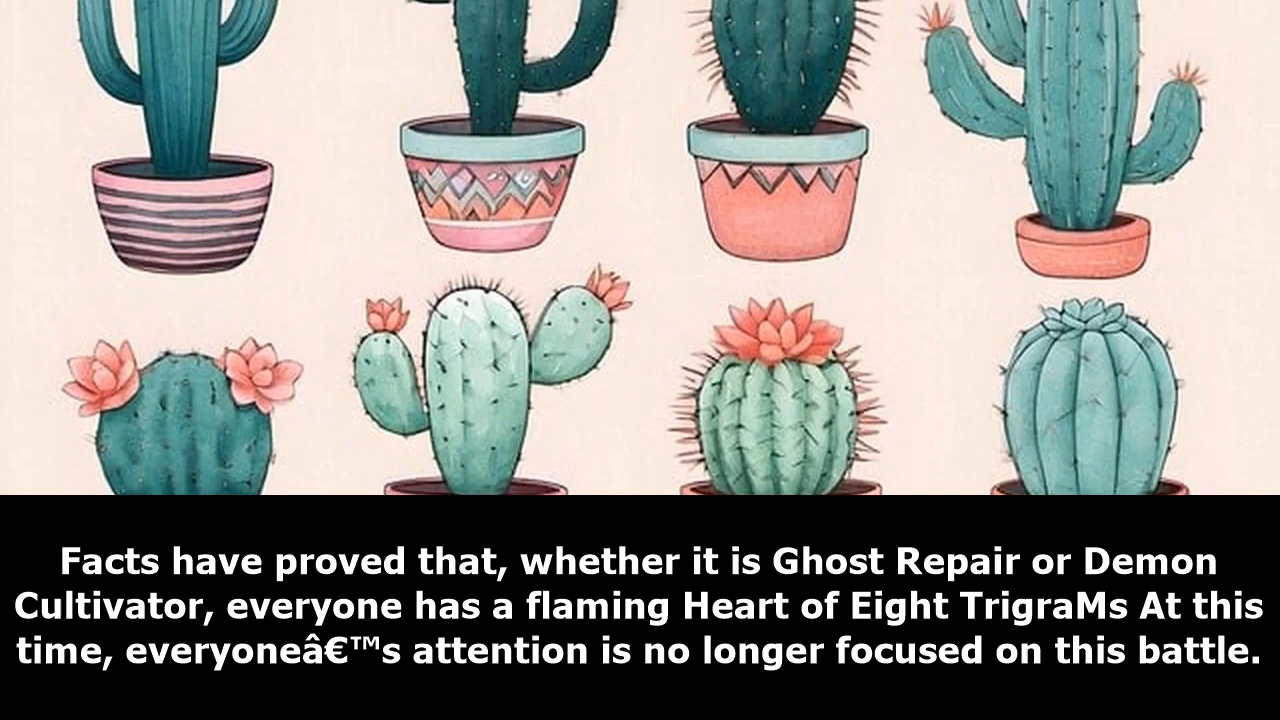 Facts have proved that, whether it is Ghost Repair or Demon
Cultivator, everyone has a flaming Heart of Eight TrigraMs At this
time, everyoneâ€™s attention is no longer focused on this battle.